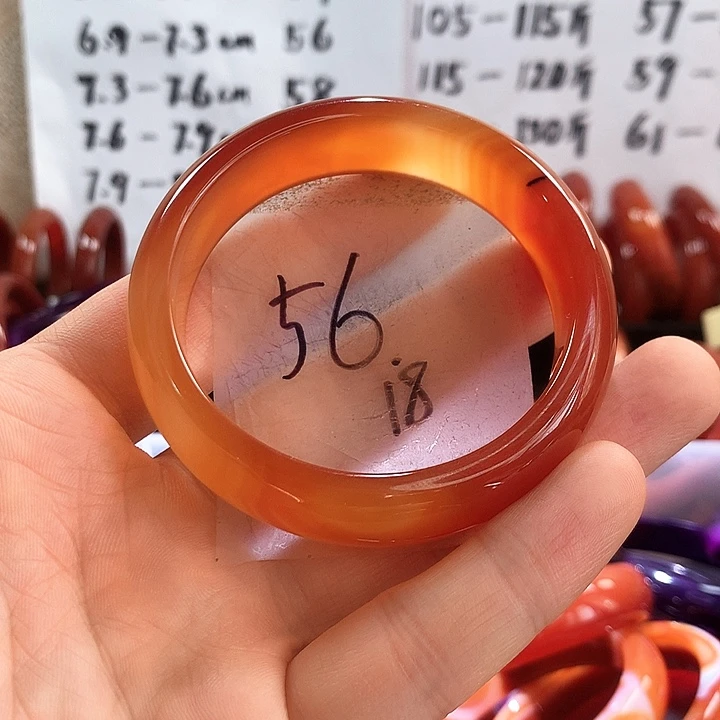 6.9-7.3cm 56
7.3-7.6cm 58
7.6-7.9
7.9-
105-115斤 57-
115-120斤 59-
130斤 61-
56.
18